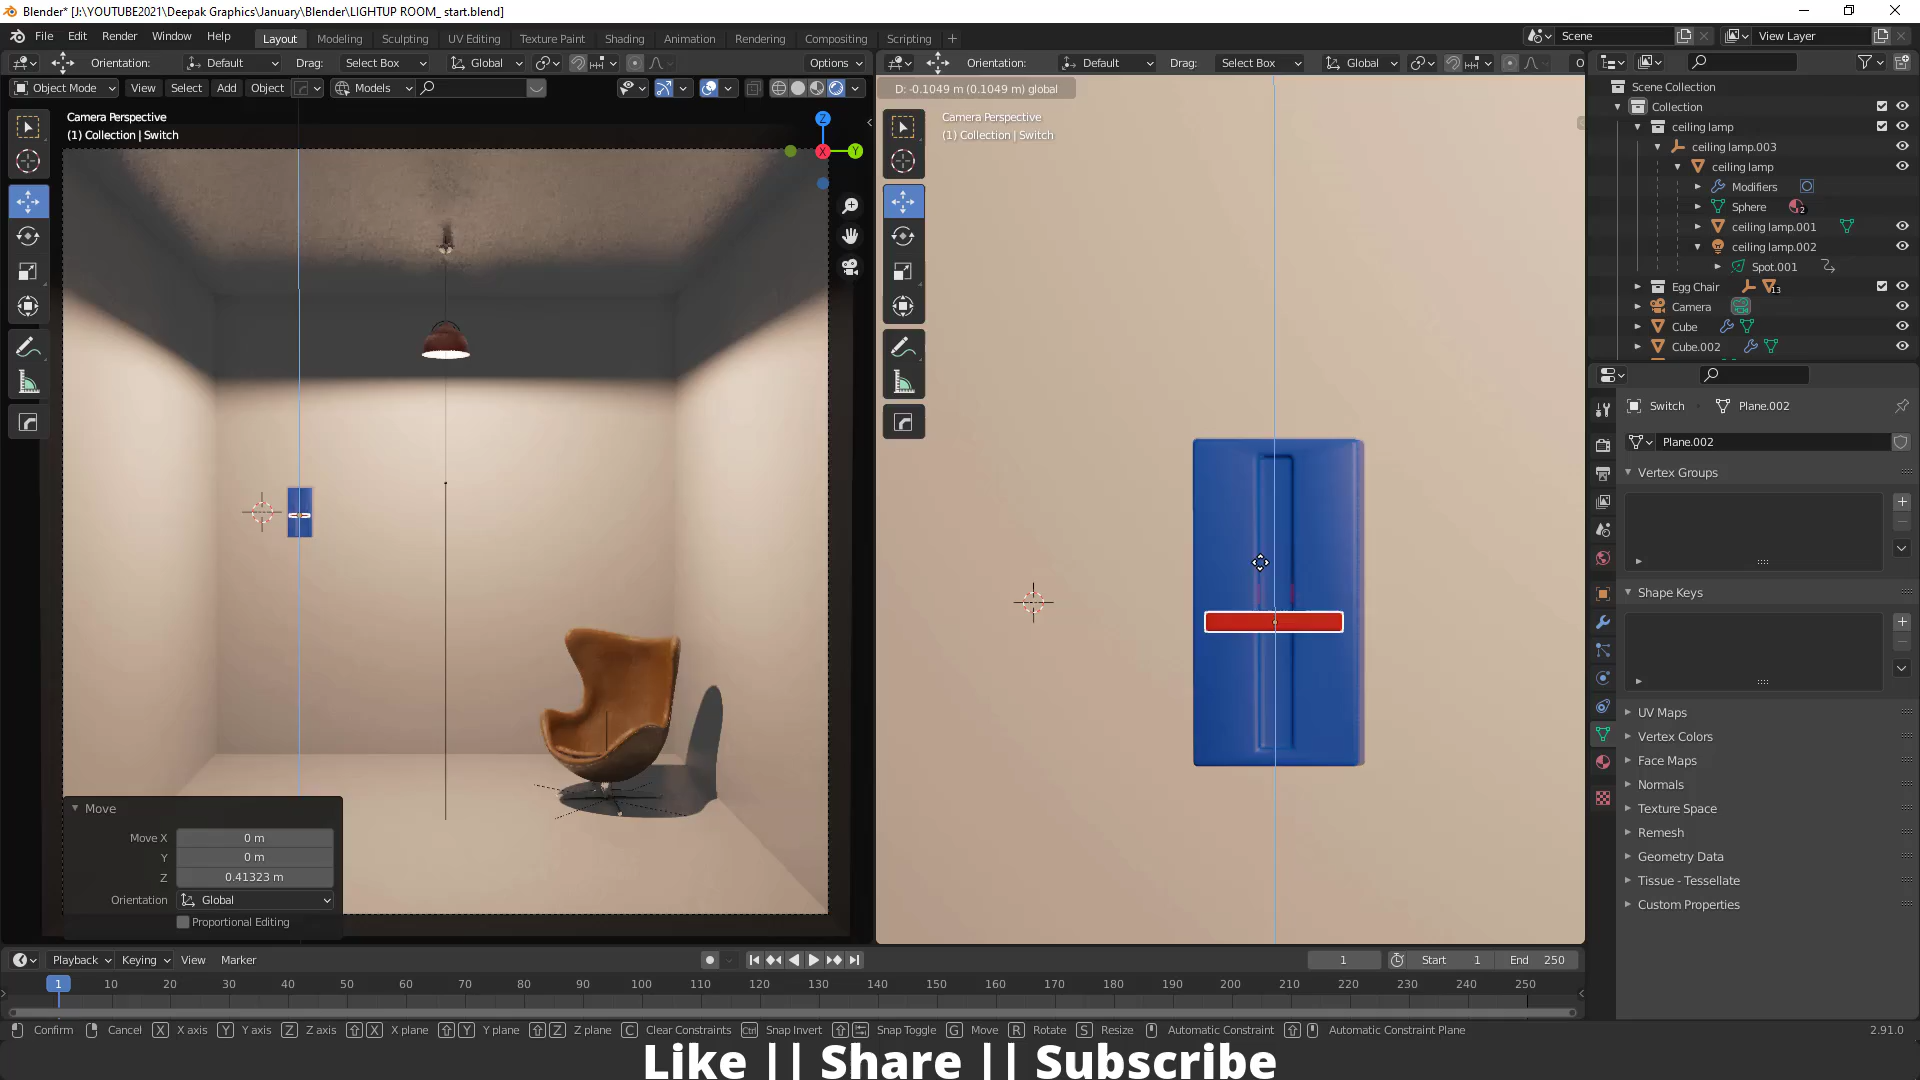 Blender* [J:\YOUTUBE2021\Deepak Graphics\January\Blender\LIGHTUP ROOM_ start.blend]
File Edit Render Window Help Layout Modeling Sculpting UV Editing Texture Paint Shading Animation Rendering Compositing Scripting + Scene View Layer
Orientation: Default Drag: Select Box Global Options
Orientation: Default Drag: Select Box Global O
Object Mode View Select Add Object Models
D: -0.1049 m (0.1049 m) global
Camera Perspective
(1) Collection | Switch
Z
X
Y
Camera Perspective
(1) Collection | Switch
Scene Collection
Collection
ceiling lamp
ceiling lamp.003
ceiling lamp
Modifiers
Sphere 2
ceiling lamp.001
ceiling lamp.002
Spot.001
Egg Chair 13
Camera
Cube
Cube.002
Switch Plane.002
Plane.002
Vertex Groups
Shape Keys
UV Maps
Vertex Colors
Face Maps
Normals
Texture Space
Remesh
Geometry Data
Tissue - Tessellate
Custom Properties
Move
Move X 0 m
Y 0 m
Z 0.41323 m
Orientation Global
Proportional Editing
Playback Keying View Marker 1 Start 1 End 250
1 10 20 30 40 50 60 70 80 90 100 110 120 130 140 150 160 170 180 190 200 210 220 230 240 250
Confirm Cancel X X axis Y Y axis Z Z axis X X plane Y Y plane Z Z plane C Clear Constraints Ctrl Snap Invert Snap Toggle G Move R Rotate S Resize Automatic Constraint Automatic Constraint Plane 2.91.0
Like || Share || Subscribe